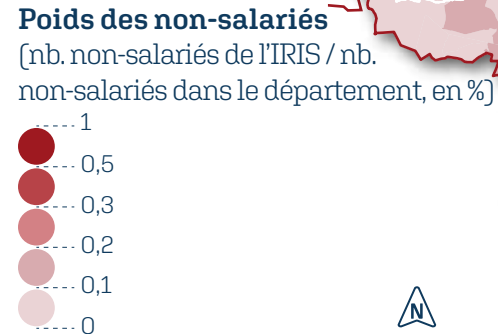 Poids des non-salariés
(nb. non-salariés de l’IRIS / nb.
non-salariés dans le département, en %)
1
0,5
0,3
0,2
0,1
0
N